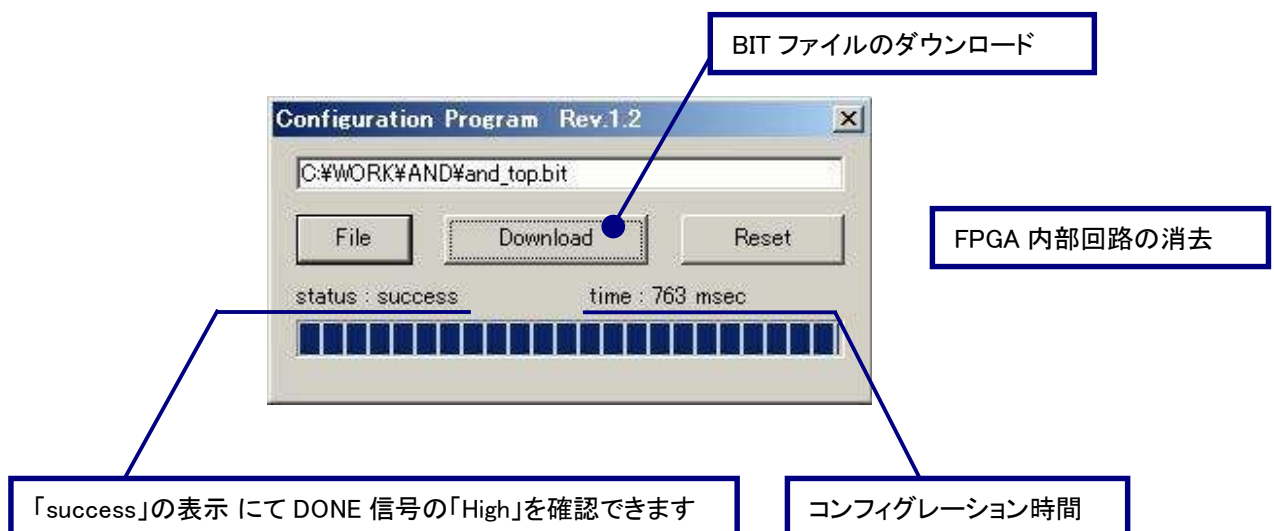 BIT ファイルのダウンロード
Configuration Program Rev.1.2
C:¥WORK¥AND¥and_top.bit
File
Download
Reset
FPGA 内部回路の消去
status : success
time : 763 msec
「success」の表示 にて DONE 信号の「High」を確認できます
コンフィグレーション時間